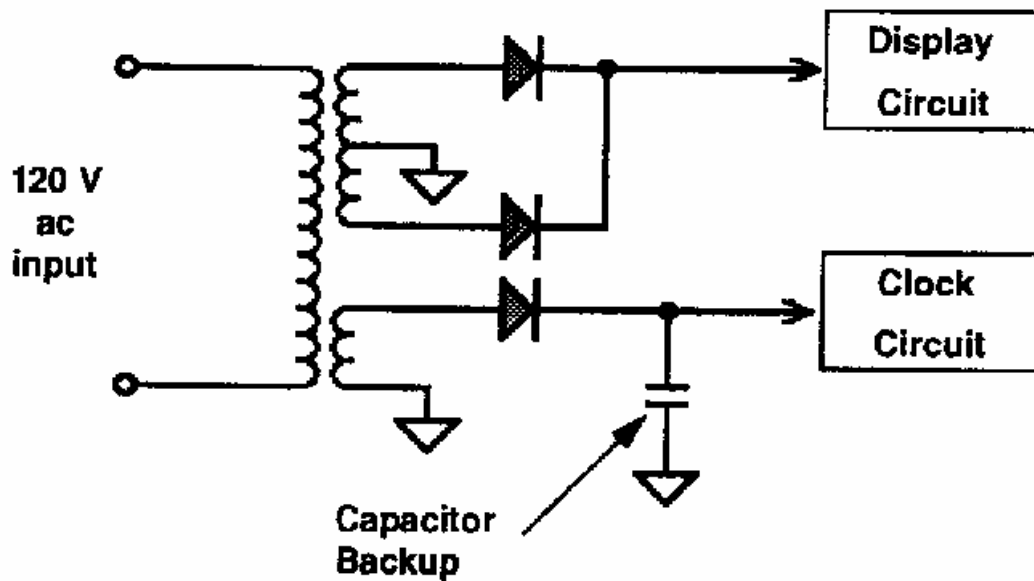 Display
Circuit
120 V
ac
input
Clock
Circuit
Capacitor
Backup